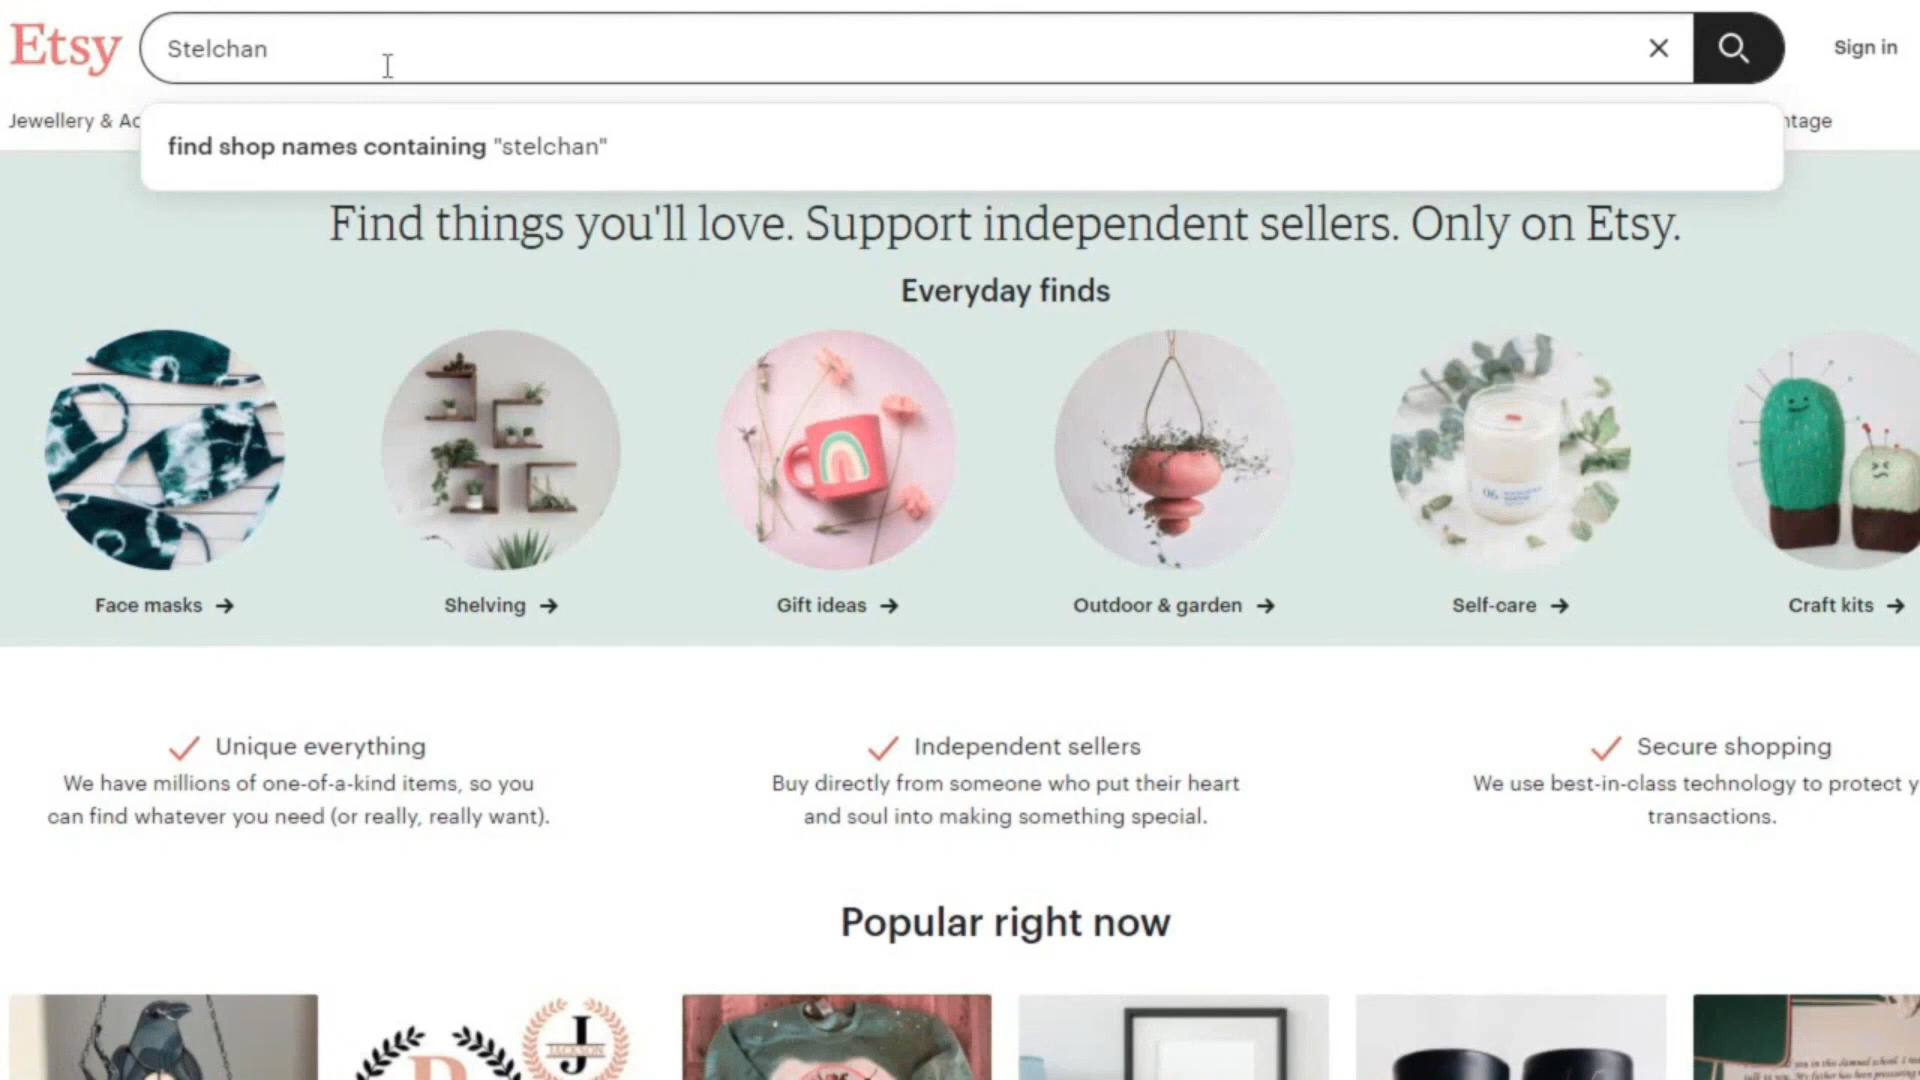 Etsy
Stelchan
Sign in
Jewellery & Ac
ntage
find shop names containing "stelchan"
Find things you'll love. Support independent sellers. Only on Etsy.
Everyday finds
06
Face masks
Shelving
Gift ideas
Outdoor & garden
Self-care
Craft kits
Unique everything
We have millions of one-of-a-kind items, so you
can find whatever you need (or really, really want).
Independent sellers
Buy directly from someone who put their heart
and soul into making something special.
Secure shopping
We use best-in-class technology to protect y
transactions.
Popular right now
J
JACKSON